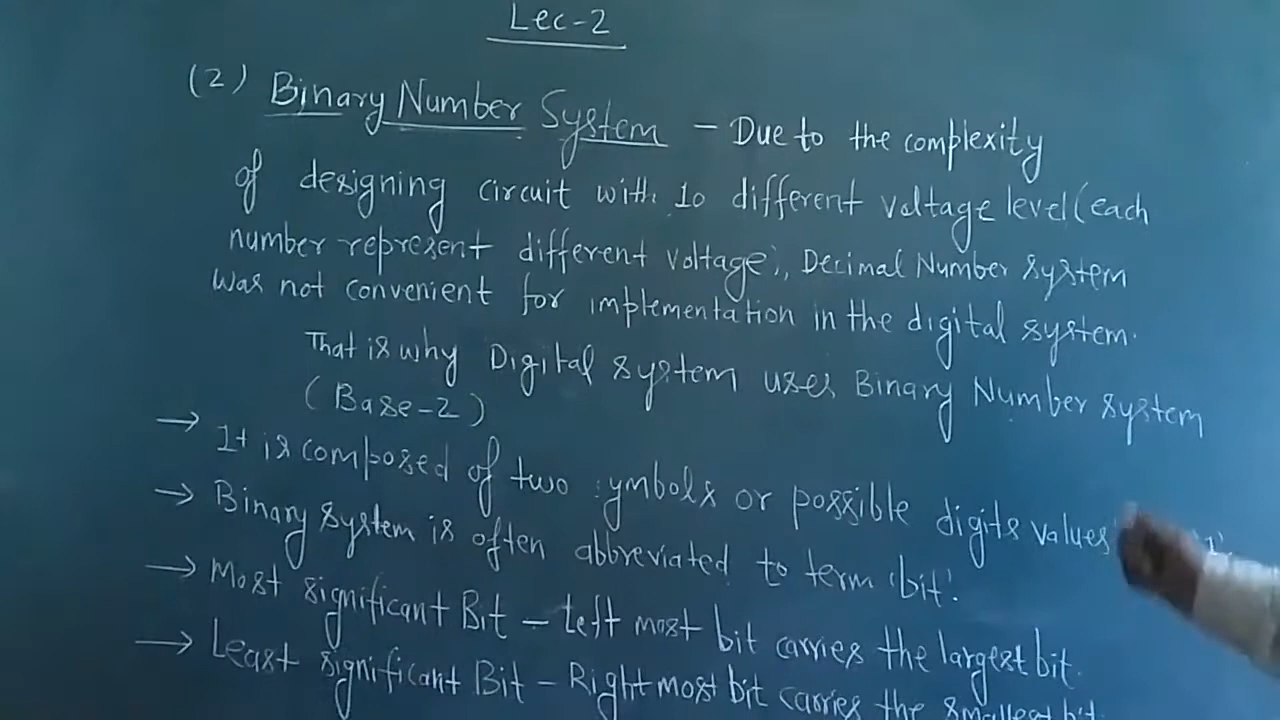 Lec-2
(2) Binary Number System - Due to the complexity
of designing circuit with 10 different voltage level (each
number represent different voltage), Decimal Number system
was not convenient for implementation in the digital system.
That is why Digital system uses Binary Number system
(Base-2)
→ It is composed of two symbols or possible digits values '1'
→ Binary system is often abbreviated to term 'bit'.
→ Most significant Bit - Left most bit carries the largest bit.
→ Least significant Bit - Right most bit carries the smallest bit.